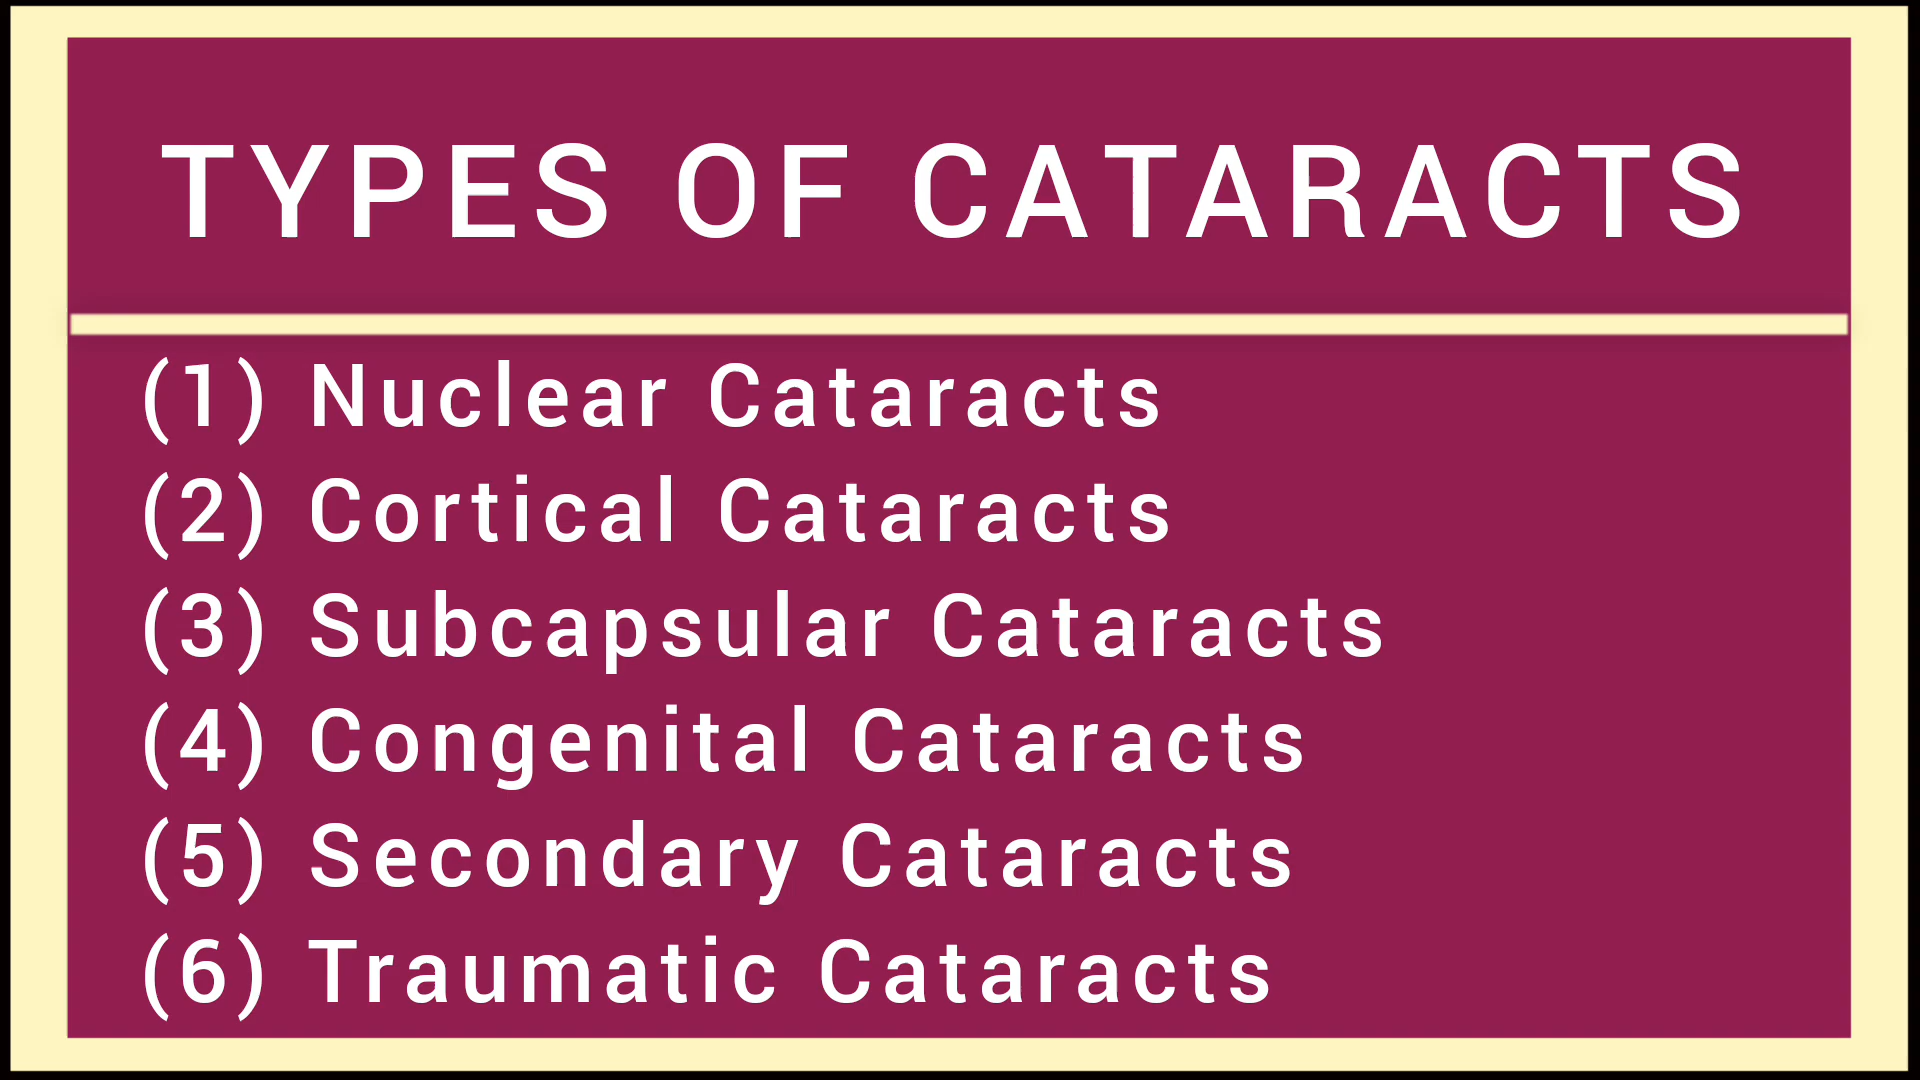 TYPES OF CATARACTS
(1) Nuclear Cataracts
(2) Cortical Cataracts
(3) Subcapsular Cataracts
(4) Congenital Cataracts
(5) Secondary Cataracts
(6) Traumatic Cataracts